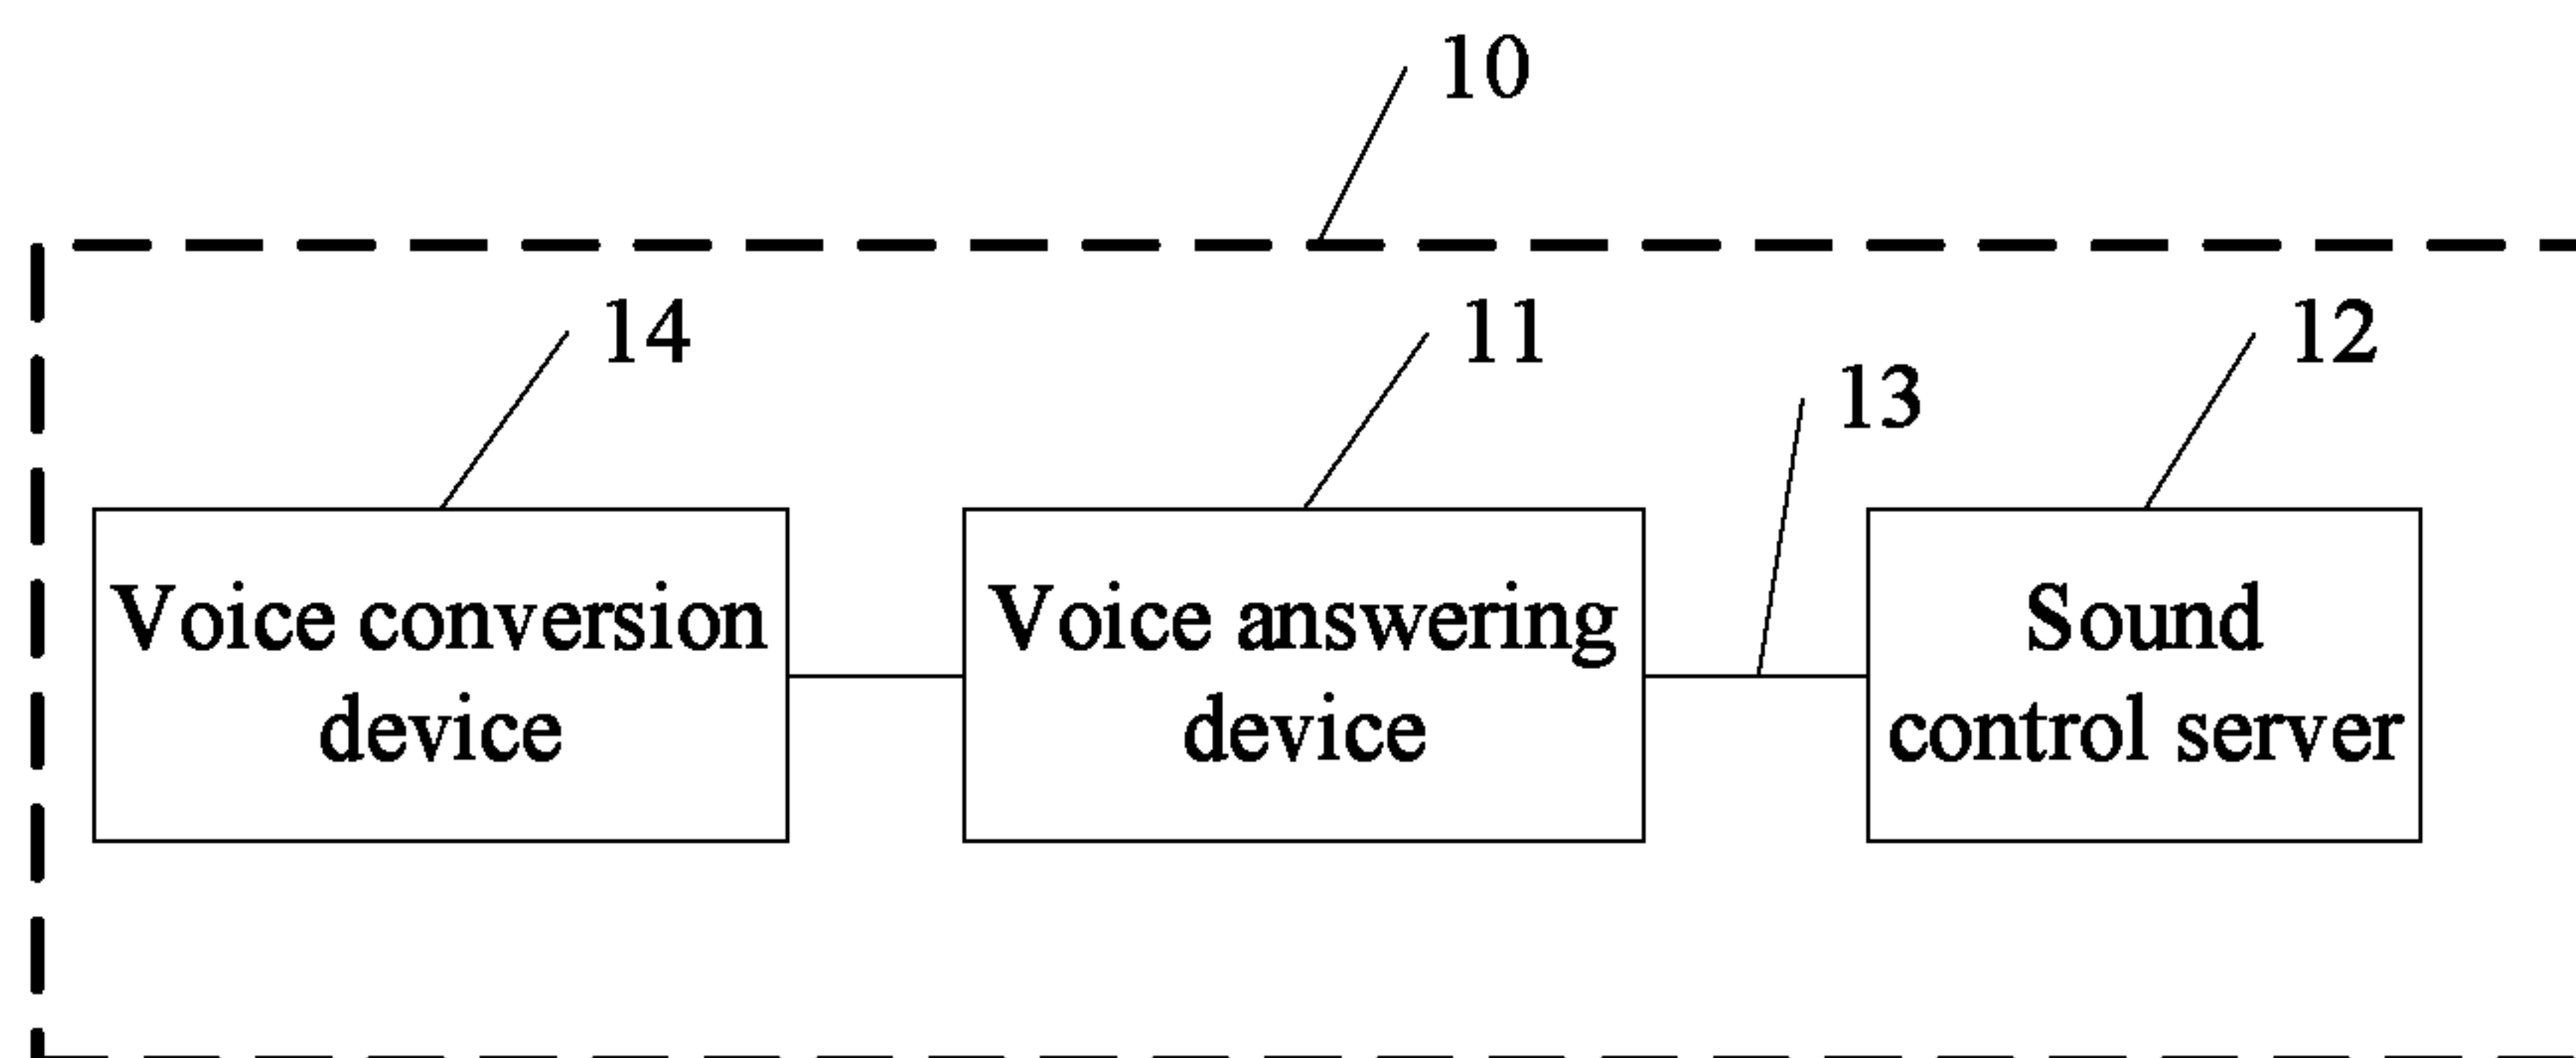 10
14
11
12
13
Voice conversion
device
Voice answering
device
Sound
control server